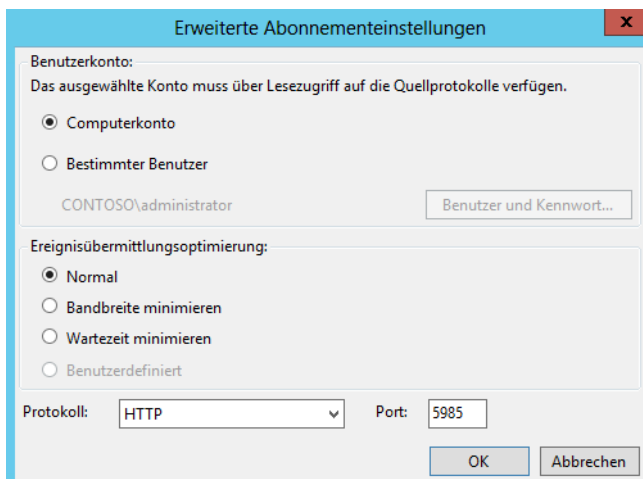 Erweiterte Abonnementeinstellungen
x
Benutzerkonto:
Das ausgewählte Konto muss über Lesezugriff auf die Quellprotokolle verfügen.
Computerkonto
Bestimmter Benutzer
CONTOSO\administrator
Benutzer und Kennwort...
Ereignisübermittlungsoptimierung:
Normal
Bandbreite minimieren
Wartezeit minimieren
Benutzerdefiniert
Protokoll: HTTP Port: 5985
OK Abbrechen